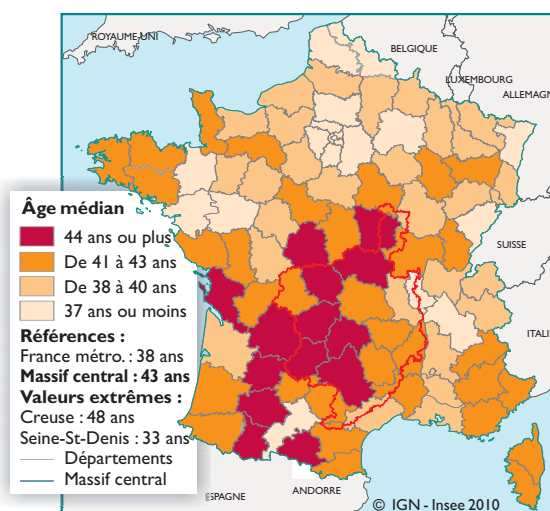 ROYAUME-UNI
BELGIQUE
LUXEMBOURG
ALLEMAG
SUISSE
ITALI
Âge médian
44 ans ou plus
De 41 à 43 ans
De 38 à 40 ans
37 ans ou moins
Références :
France métro. : 38 ans
Massif central : 43 ans
Valeurs extrêmes :
Creuse : 48 ans
Seine-St-Denis : 33 ans
Départements
Massif central
ESPAGNE
ANDORRE
© IGN - Insee 2010